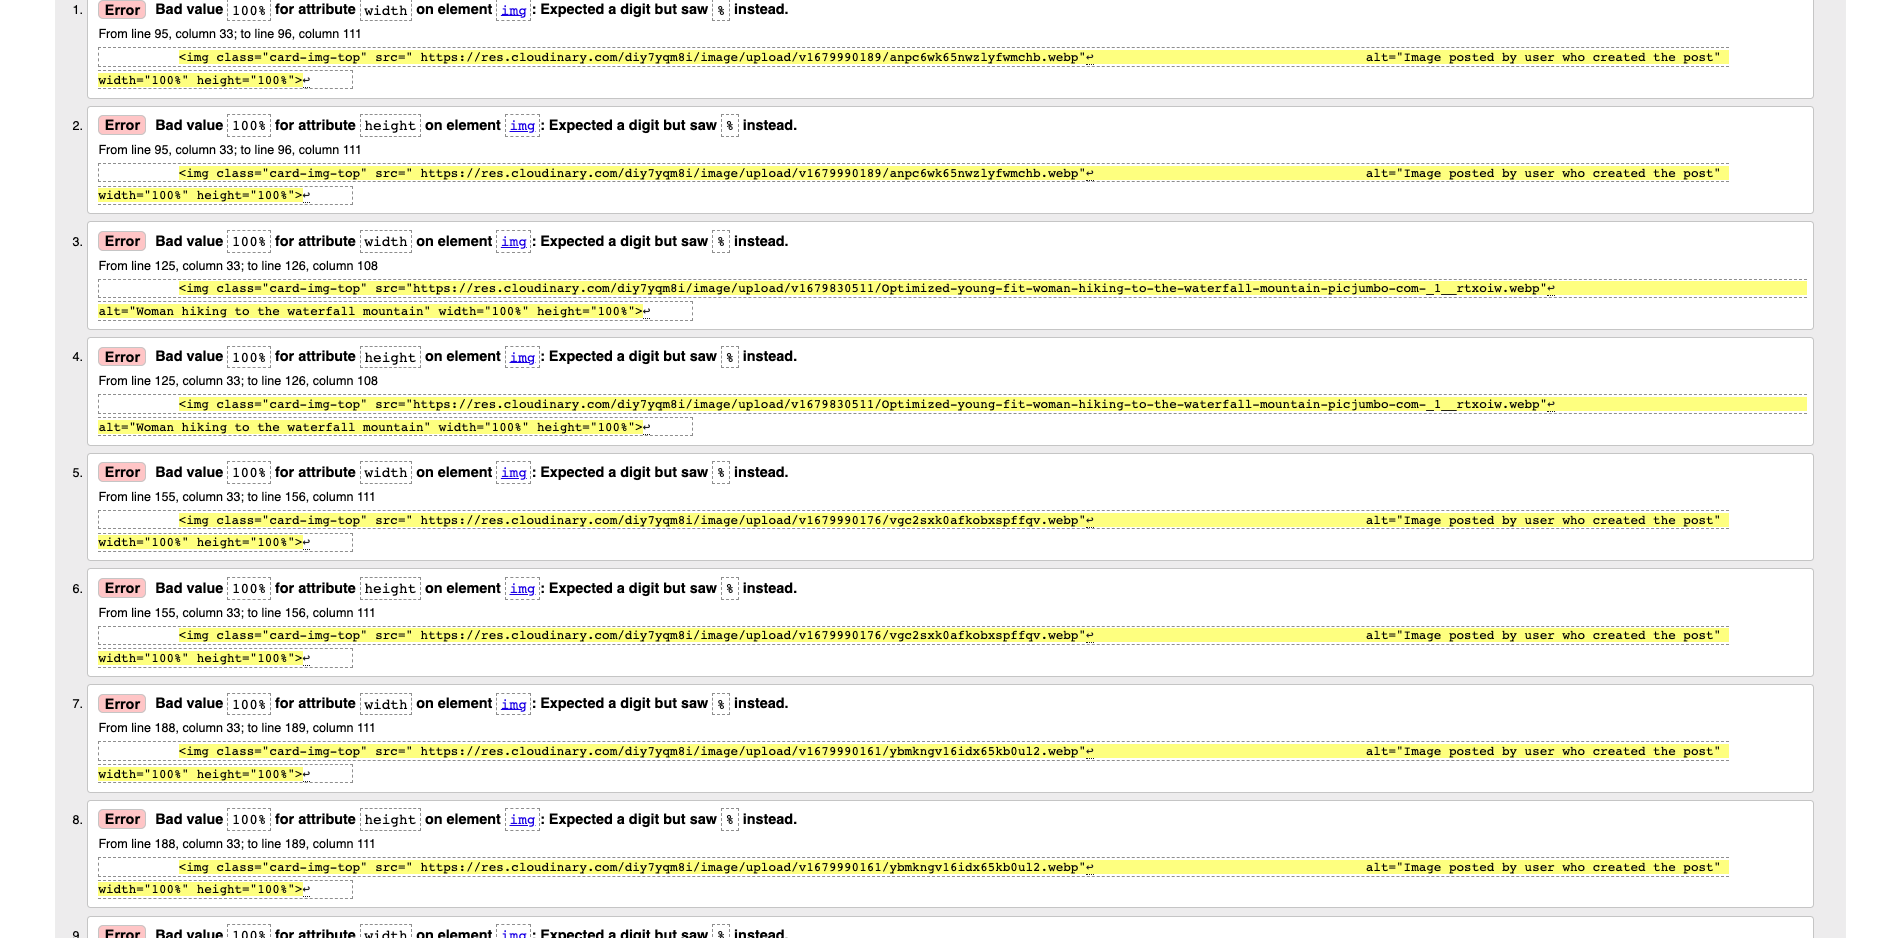 1. Error Bad value 100% for attribute width on element img: Expected a digit but saw % instead.
From line 95, column 33; to line 96, column 111
<img class="card-img-top" src=" https://res.cloudinary.com/diy7yqm8i/image/upload/v1679990189/anpc6wk65nwzlyfwmchb.webp"↩ alt="Image posted by user who created the post"
width="100%" height="100%">↩
2. Error Bad value 100% for attribute height on element img: Expected a digit but saw % instead.
From line 95, column 33; to line 96, column 111
<img class="card-img-top" src=" https://res.cloudinary.com/diy7yqm8i/image/upload/v1679990189/anpc6wk65nwzlyfwmchb.webp"↩ alt="Image posted by user who created the post"
width="100%" height="100%">↩
3. Error Bad value 100% for attribute width on element img: Expected a digit but saw % instead.
From line 125, column 33; to line 126, column 108
<img class="card-img-top" src="https://res.cloudinary.com/diy7yqm8i/image/upload/v1679830511/Optimized-young-fit-woman-hiking-to-the-waterfall-mountain-picjumbo-com-_1__rtxoiw.webp"↩
alt="Woman hiking to the waterfall mountain" width="100%" height="100%">↩
4. Error Bad value 100% for attribute height on element img: Expected a digit but saw % instead.
From line 125, column 33; to line 126, column 108
<img class="card-img-top" src="https://res.cloudinary.com/diy7yqm8i/image/upload/v1679830511/Optimized-young-fit-woman-hiking-to-the-waterfall-mountain-picjumbo-com-_1__rtxoiw.webp"↩
alt="Woman hiking to the waterfall mountain" width="100%" height="100%">↩
5. Error Bad value 100% for attribute width on element img: Expected a digit but saw % instead.
From line 155, column 33; to line 156, column 111
<img class="card-img-top" src=" https://res.cloudinary.com/diy7yqm8i/image/upload/v1679990176/vgc2sxk0afkobxspffqv.webp"↩ alt="Image posted by user who created the post"
width="100%" height="100%">↩
6. Error Bad value 100% for attribute height on element img: Expected a digit but saw % instead.
From line 155, column 33; to line 156, column 111
<img class="card-img-top" src=" https://res.cloudinary.com/diy7yqm8i/image/upload/v1679990176/vgc2sxk0afkobxspffqv.webp"↩ alt="Image posted by user who created the post"
width="100%" height="100%">↩
7. Error Bad value 100% for attribute width on element img: Expected a digit but saw % instead.
From line 188, column 33; to line 189, column 111
<img class="card-img-top" src=" https://res.cloudinary.com/diy7yqm8i/image/upload/v1679990161/ybmkngv16idx65kb0ul2.webp"↩ alt="Image posted by user who created the post"
width="100%" height="100%">↩
8. Error Bad value 100% for attribute height on element img: Expected a digit but saw % instead.
From line 188, column 33; to line 189, column 111
<img class="card-img-top" src=" https://res.cloudinary.com/diy7yqm8i/image/upload/v1679990161/ybmkngv16idx65kb0ul2.webp"↩ alt="Image posted by user who created the post"
width="100%" height="100%">↩
9. Error Bad value 100% for attribute width on element img: Expected a digit but saw % instead.